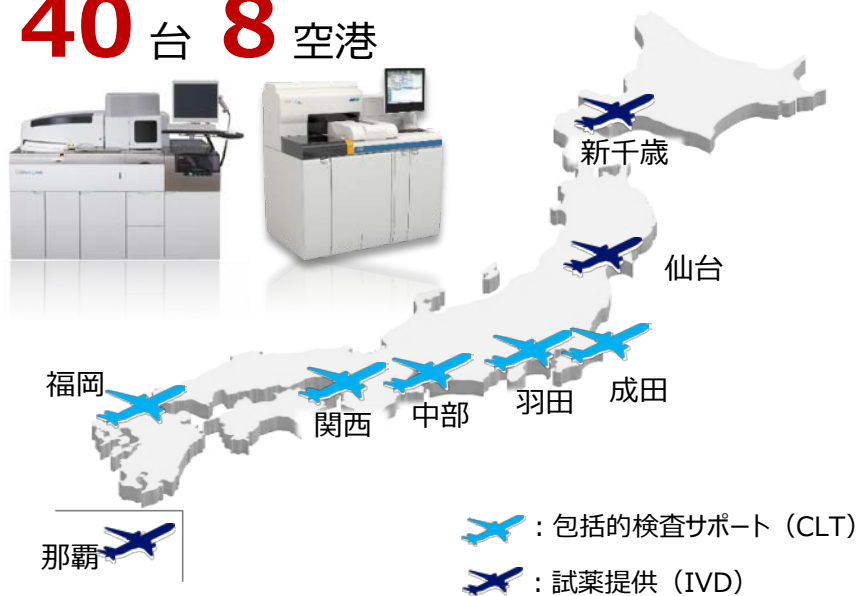 40 台 8 空港
新千歳
仙台
福岡
関西
中部
羽田
成田
那覇
：包括的検査サポート（CLT）
：試薬提供（IVD）